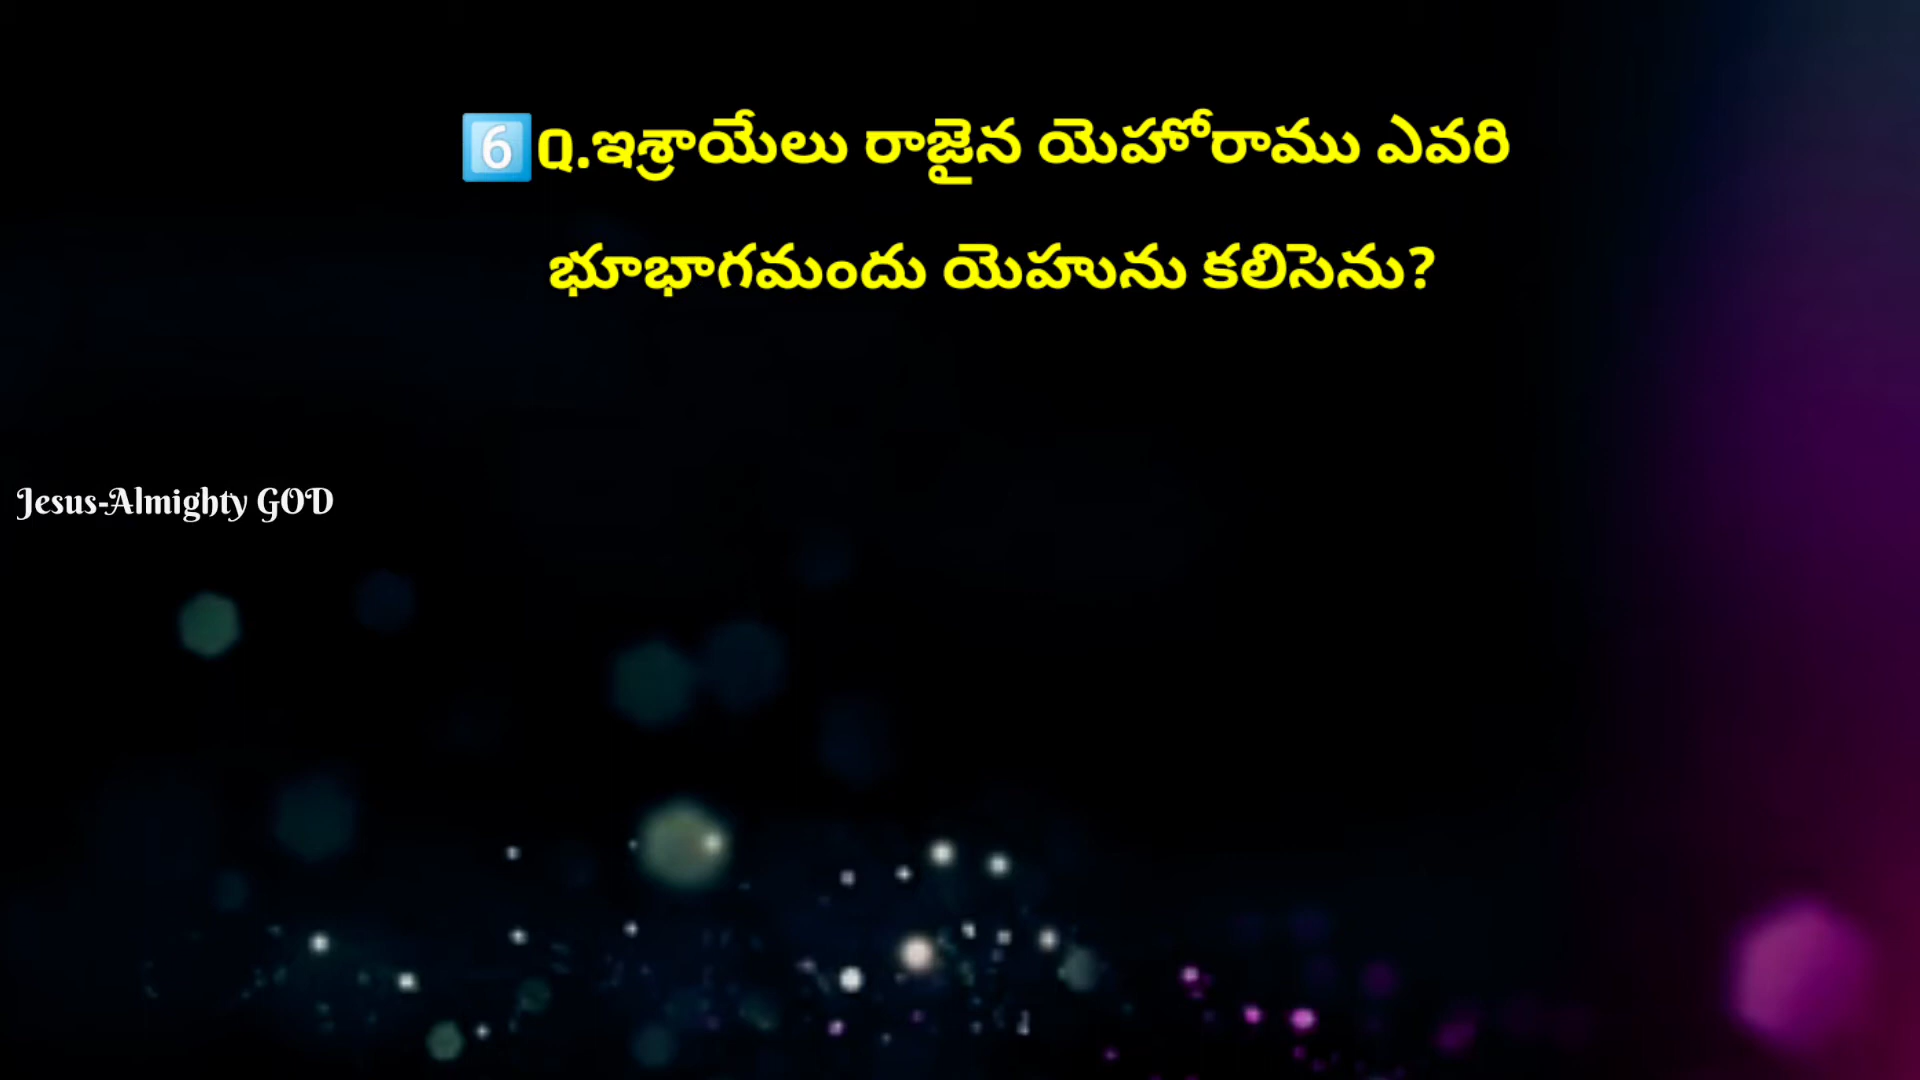 6️⃣Q.ఇశ్రాయేలు రాజైన యెహోరాము ఎవరి
భూభాగమందు యెహును కలిసెను?
Jesus-Almighty GOD